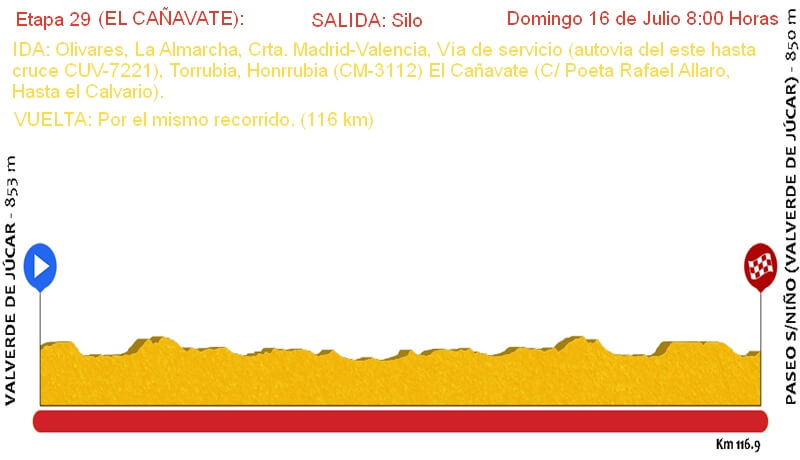 Etapa 29 (EL CAÑAVATE): SALIDA: Silo Domingo 16 de Julio 8:00 Horas
IDA: Olivares, La Almarcha, Crta. Madrid-Valencia, Vía de servicio (autovia del este hasta
cruce CUV-7221), Torrubia, Honrrubia (CM-3112) El Cañavate (C/ Poeta Rafael Allaro,
Hasta el Calvario).
VUELTA: Por el mismo recorrido. (116 km)
VALVERDE DE JÚCAR - 853 m
PASEO S/NIÑO (VALVERDE DE JÚCAR) - 850 m
Km 116.9